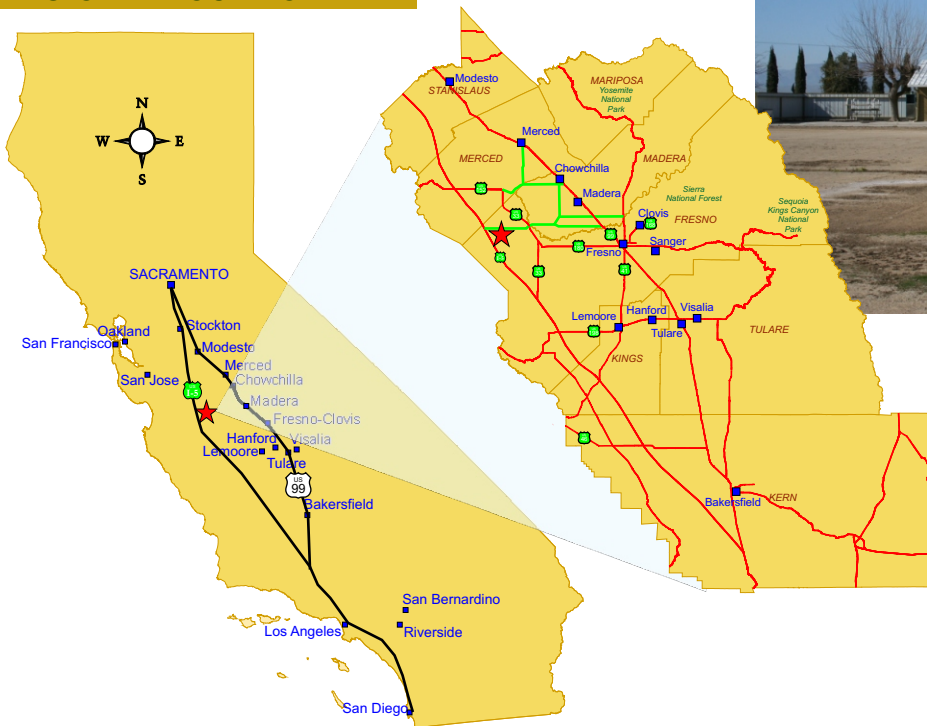 N
W E
S
SACRAMENTO
Stockton
Oakland
San Francisco
Modesto
Merced
San Jose
Chowchilla
I-5
Madera
Fresno-Clovis
Hanford
Visalia
Lemoore
Tulare
US
99
Bakersfield
San Bernardino
Los Angeles
Riverside
San Diego
Modesto
STANISLAUS
MARIPOSA
Yosemite
National
Park
Merced
MERCED
MADERA
Chowchilla
Madera
Sierra
National Forest
Sequoia
Kings Canyon
National
Park
Clovis
FRESNO
Fresno
Sanger
Lemoore
Hanford
Visalia
Tulare
TULARE
KINGS
Bakersfield
KERN